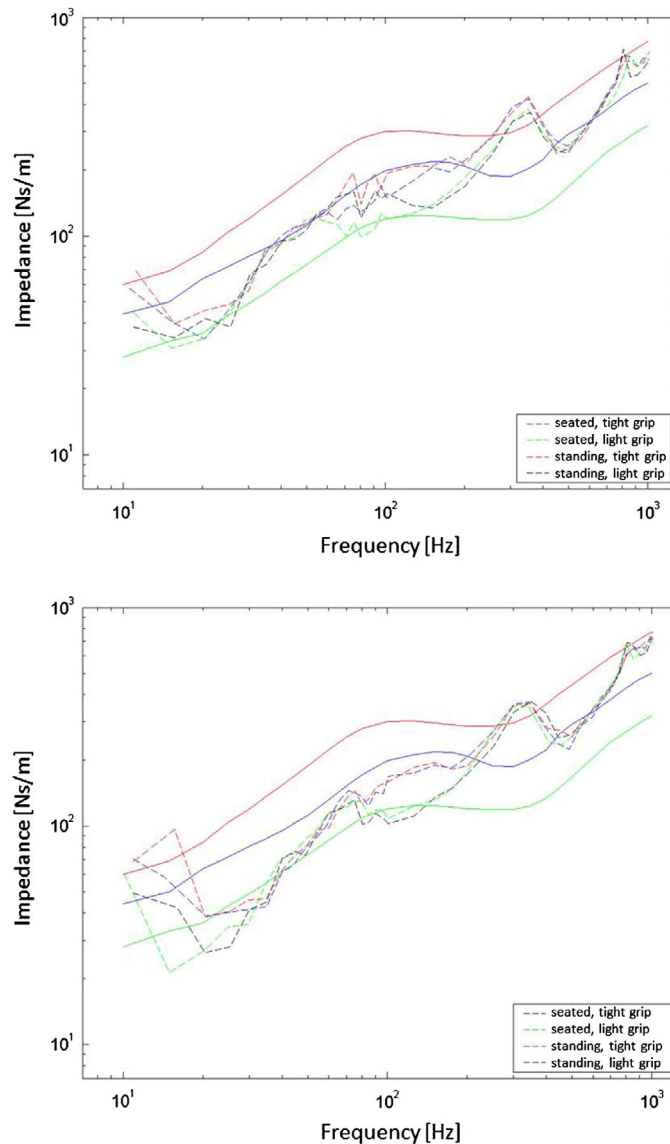 10³
10²
10¹
Impedance [Ns/m]
seated, tight grip
seated, light grip
standing, tight grip
standing, light grip
10¹ 10² 10³
Frequency [Hz]
10³
10²
10¹
Impedance [Ns/m]
seated, tight grip
seated, light grip
standing, tight grip
standing, light grip
10¹ 10² 10³
Frequency [Hz]